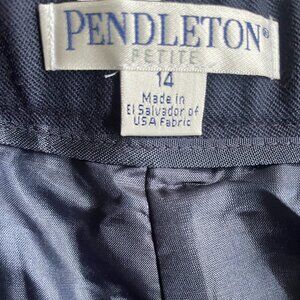 PENDLETON®
PETITE
14
Made in
El Salvador of
USA Fabric